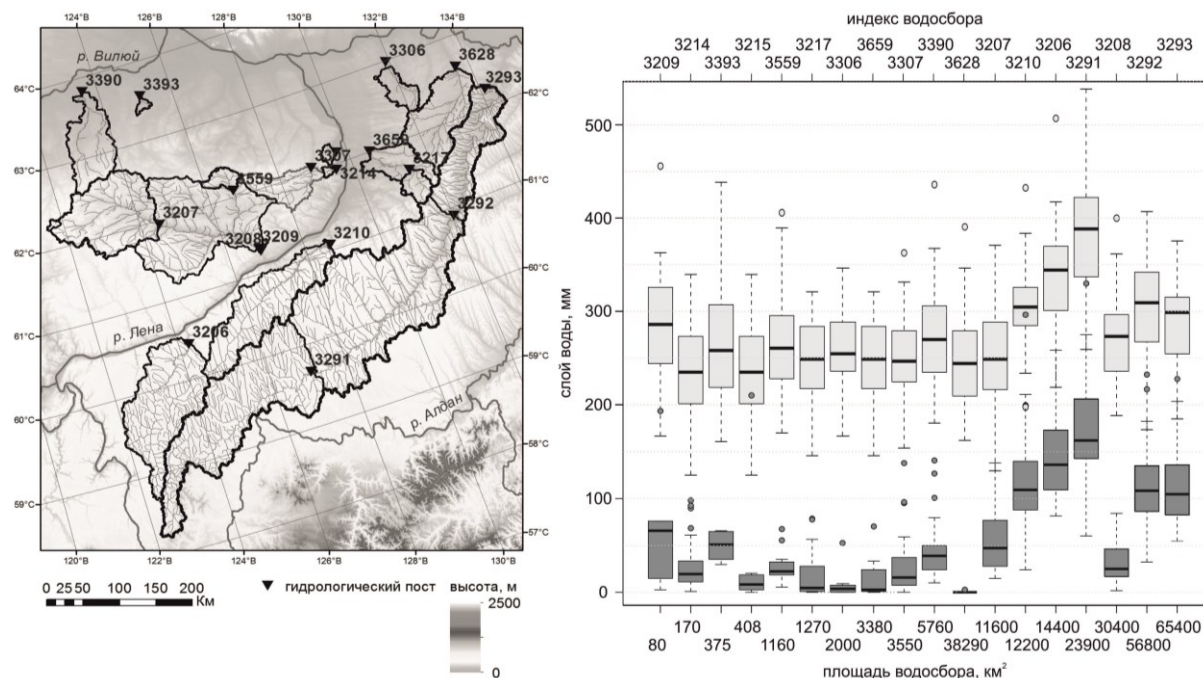 124°В 126°В 128°В 130°В 132°В 134°В
р. Вилюй
3306
3628
3390
3393
3293
64°С
62°С
3659
3217
63°С
3214
61°С
3559
3292
3207
3208
3209
3210
62°С
60°С
р. Лена
3206
61°С
59°С
3291
60°С
р. Алдан
58°С
59°С
57°С
120°В 122°В 124°В 126°В 128°В 130°В
0 25 50 100 150 200
Км
гидрологический пост
высота, м
2500
0
индекс водосбора
3214 3215 3217 3659 3390 3207 3206 3208 3293
3209 3393 3559 3306 3307 3628 3210 3291 3292
слой воды, мм
500
400
300
200
100
0
170 408 1270 3380 5760 11600 14400 30400 65400
80 375 1160 2000 3550 38290 12200 23900 56800
площадь водосбора, км²